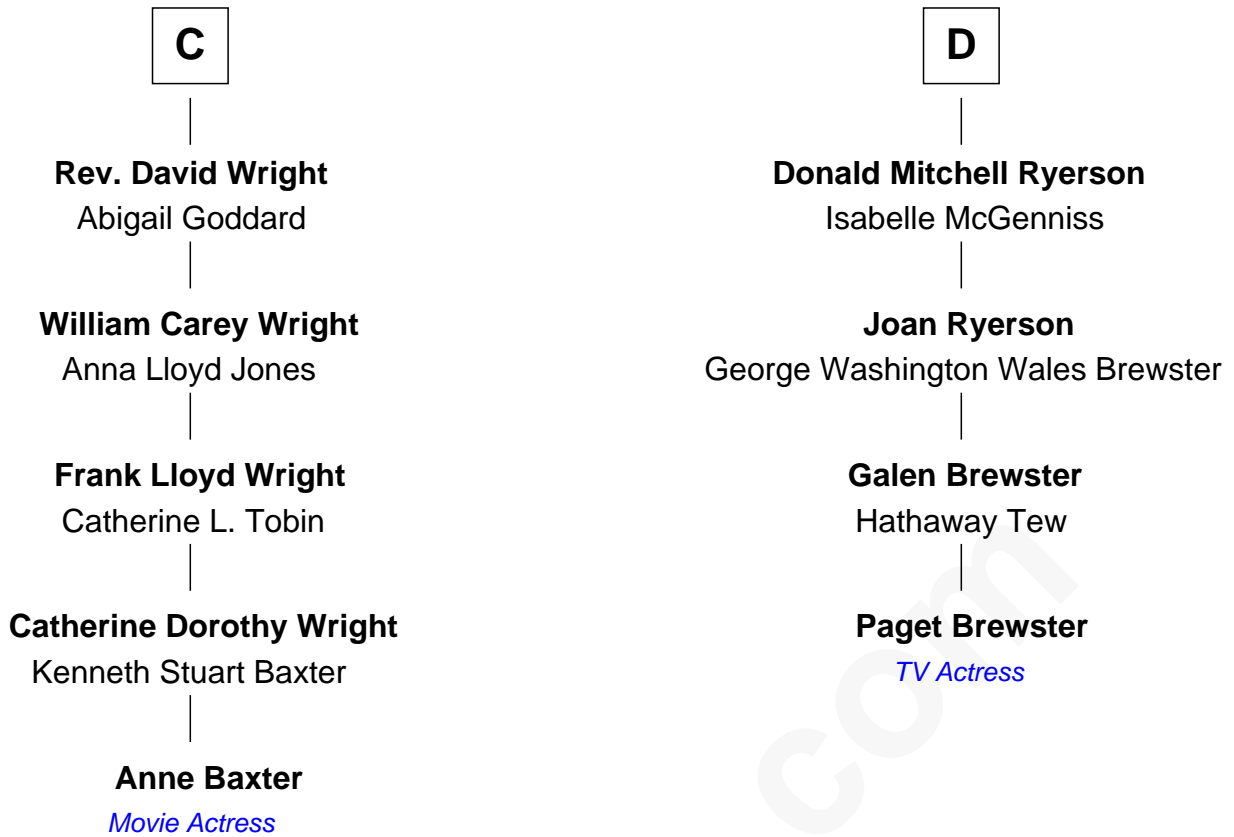 C
Rev. David Wright
Abigail Goddard
William Carey Wright
Anna Lloyd Jones
Frank Lloyd Wright
Catherine L. Tobin
Catherine Dorothy Wright
Kenneth Stuart Baxter
Anne Baxter
Movie Actress
D
Donald Mitchell Ryerson
Isabelle McGenniss
Joan Ryerson
George Washington Wales Brewster
Galen Brewster
Hathaway Tew
Paget Brewster
TV Actress
com